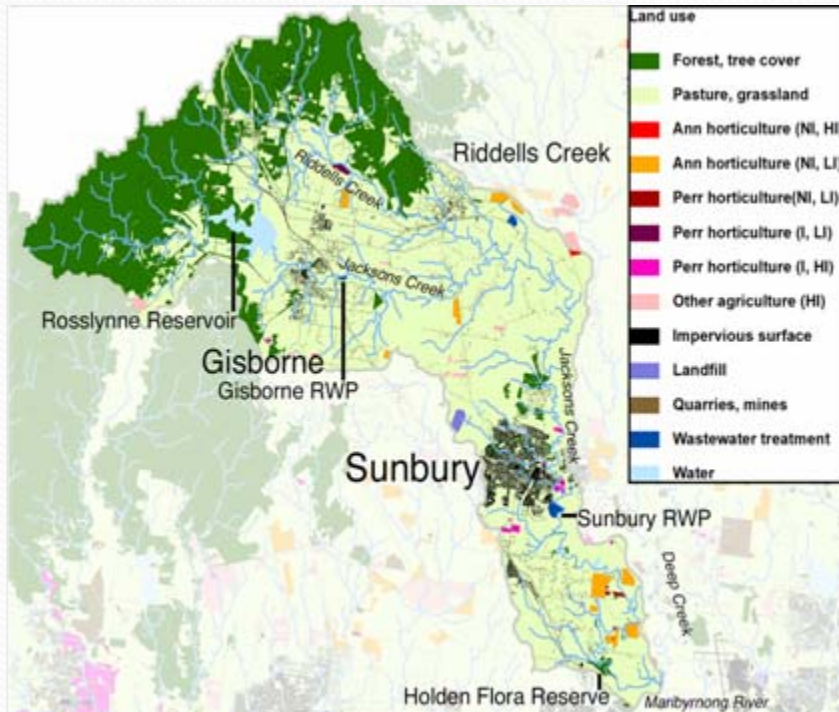 Land use
Forest, tree cover
Pasture, grassland
Ann horticulture (NI, HI)
Ann horticulture (NI, LI)
Perr horticulture(NI, LI)
Perr horticulture (I, LI)
Perr horticulture (I, HI)
Other agriculture (HI)
Impervious surface
Landfill
Quarries, mines
Wastewater treatment
Water
Riddells Creek
Riddells Creek
Jacksons Creek
Rosslynne Reservoir
Gisborne
Gisborne RWP
Jacksons Creek
Sunbury
Sunbury RWP
Deep Creek
Holden Flora Reserve
Maribyrnong River